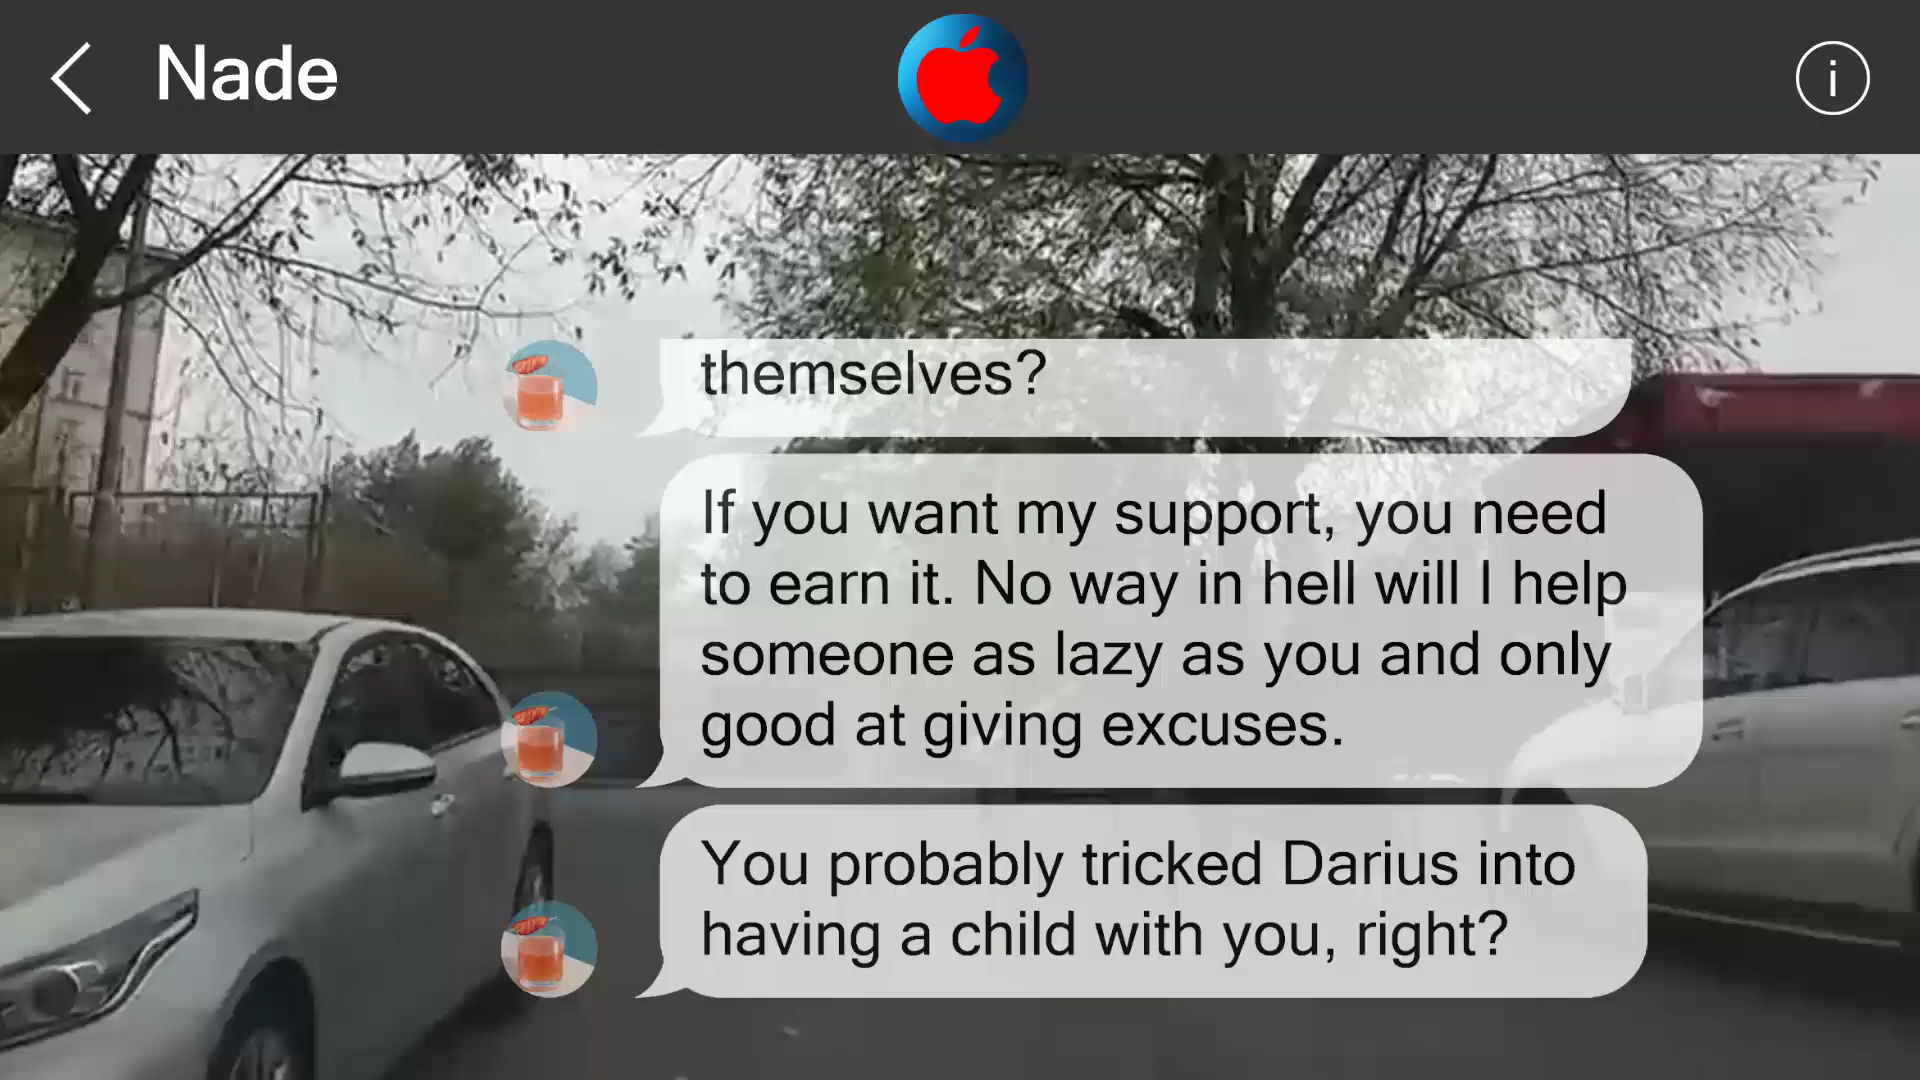 Nade
i
themselves?
If you want my support, you need
to earn it. No way in hell will I help
someone as lazy as you and only
good at giving excuses.
You probably tricked Darius into
having a child with you, right?